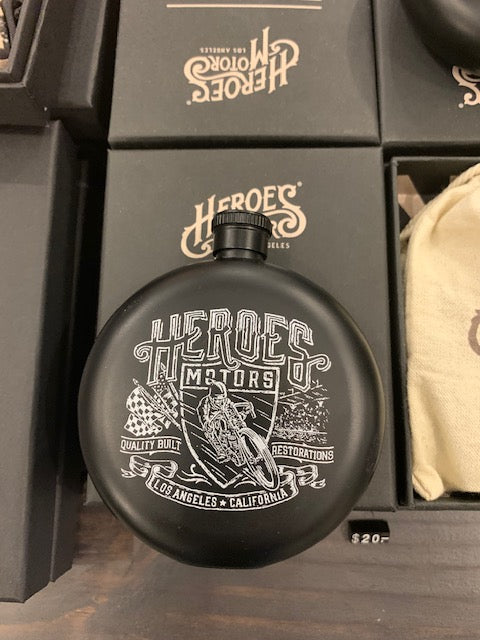 HEROES
MOTORS
LOS ANGELES
HEROES
HEROES
MOTORS
QUALITY BUILT
RESTORATIONS
LOS ANGELES ★ CALIFORNIA
$20-